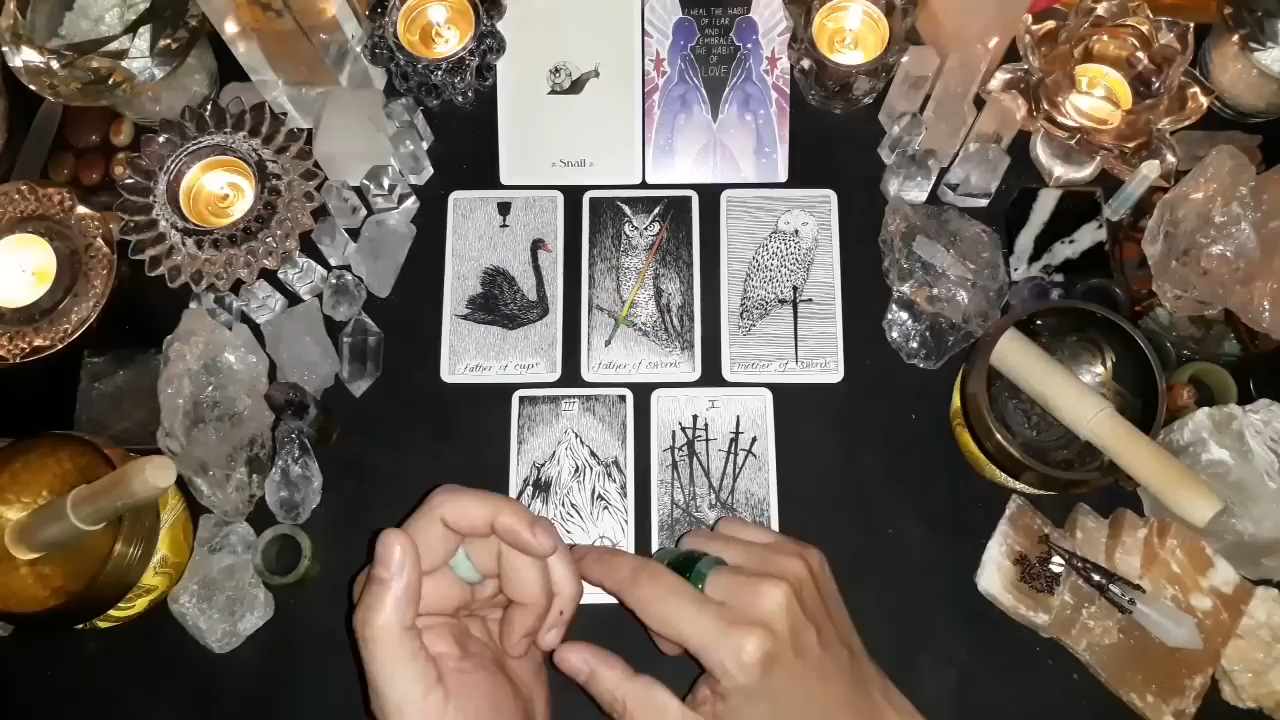 Snail
I HEAL THE HABIT
OF FEAR
AND I
EMBRACE
THE HABIT
OF
LOVE
father of cups
father of swords
mother of swords
III
I